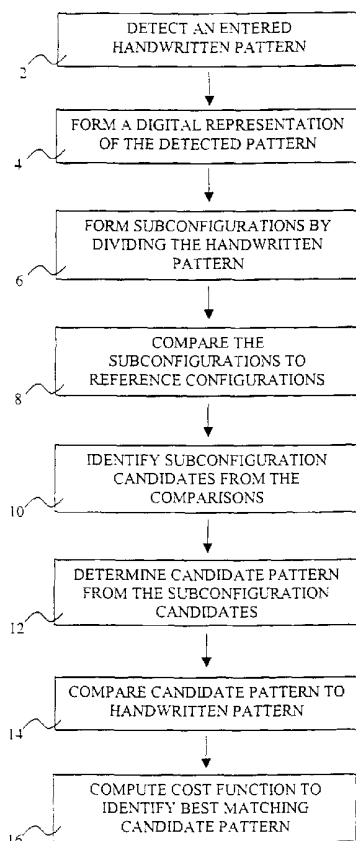 DETECT AN ENTERED
HANDWRITTEN PATTERN
2
FORM A DIGITAL REPRESENTATION
OF THE DETECTED PATTERN
4
FORM SUBCONFIGURATIONS BY
DIVIDING THE HANDWRITTEN
PATTERN
6
COMPARE THE
SUBCONFIGURATIONS TO
REFERENCE CONFIGURATIONS
8
IDENTIFY SUBCONFIGURATION
CANDIDATES FROM THE
COMPARISONS
10
DETERMINE CANDIDATE PATTERN
FROM THE SUBCONFIGURATION
CANDIDATES
12
COMPARE CANDIDATE PATTERN TO
HANDWRITTEN PATTERN
14
COMPUTE COST FUNCTION TO
IDENTIFY BEST MATCHING
CANDIDATE PATTERN
16